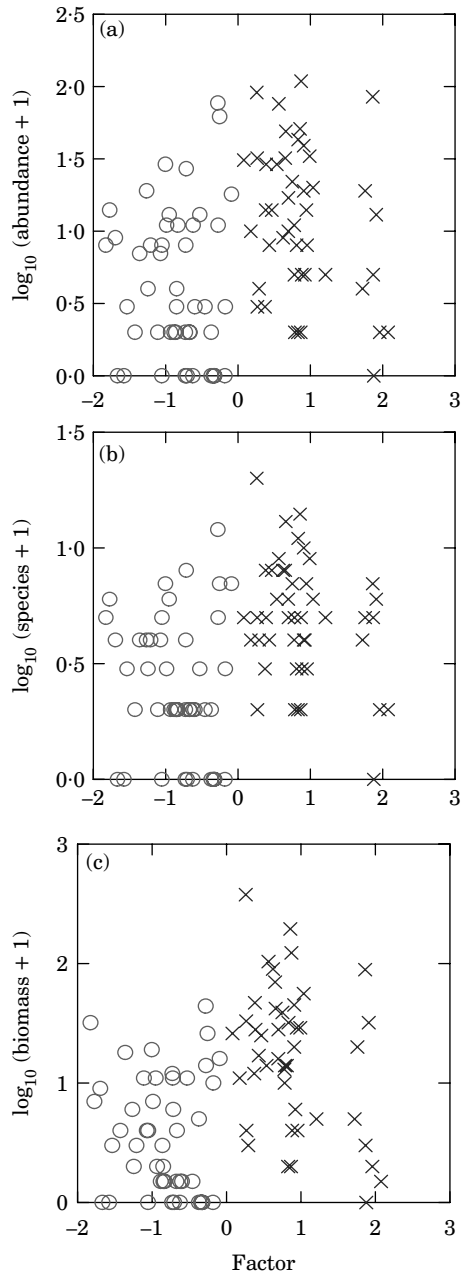 (a)
2·5
2·0
1·5
1·0
0·5
0·0
log10 (abundance + 1)
−2 −1 0 1 2 3
(b)
1·5
1·0
0·5
0·0
log10 (species + 1)
−2 −1 0 1 2 3
(c)
3
2
1
0
log10 (biomass + 1)
−2 −1 0 1 2 3
Factor